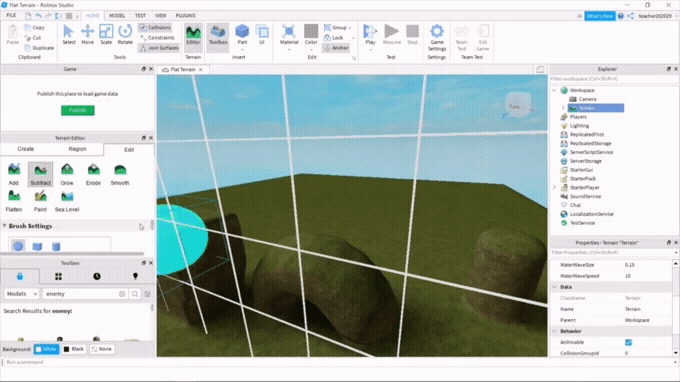 Flat Terrain - Roblox Studio
FILE HOME MODEL TEST VIEW PLUGINS What's New teacher202029
Paste Copy Cut Duplicate Select Move Scale Rotate Collisions Constraints Join Surfaces Editor Toolbox Part UI Material Color Group Lock Anchor Play Resume Stop Game Settings Team Test Exit Game
Clipboard Tools Terrain Insert Edit Test Settings Team Test
Game
Publish this place to load game data
Publish
Terrain Editor
Create Region Edit
Add Subtract Grow Erode Smooth
Flatten Paint Sea Level
Brush Settings
Toolbox
Models enemy
Search Results for enemy:
Background: White Black None
Run a command
Flat Terrain
Explorer
Filter workspace (Ctrl+Shift+X)
Workspace
Camera
Terrain
Players
Lighting
ReplicatedFirst
ReplicatedStorage
ServerScriptService
ServerStorage
StarterGui
StarterPack
StarterPlayer
SoundService
Chat
LocalizationService
TestService
Properties - Terrain "Terrain"
Filter Properties (Ctrl+Shift+P)
WaterWaveSize 0.15
WaterWaveSpeed 10
Data
ClassName Terrain
Name Terrain
Parent Workspace
Behavior
Archivable
CollisionGroupId 0